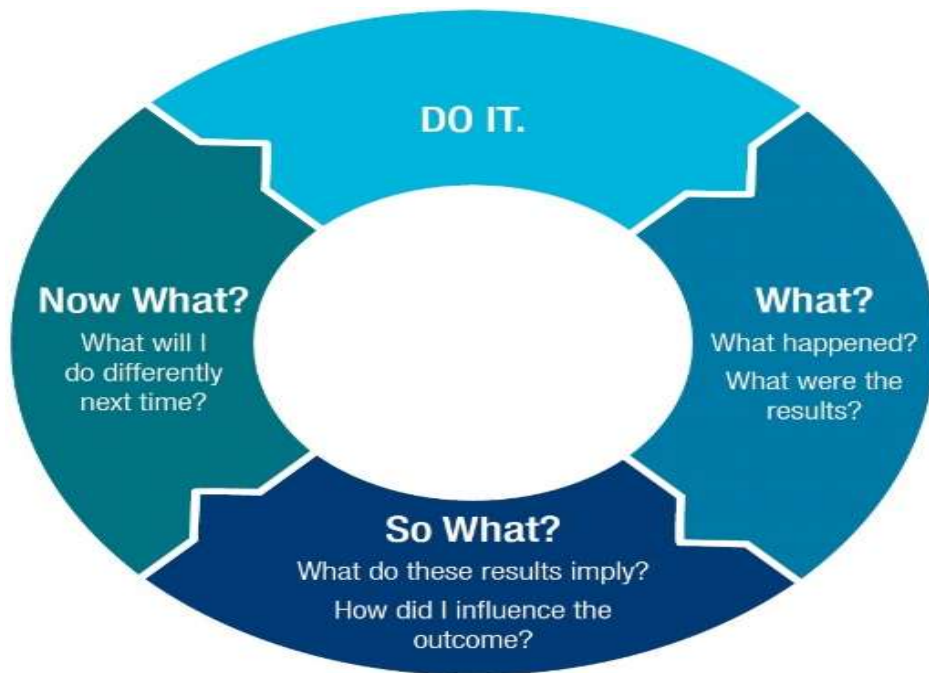 DO IT.
What?
What happened?
What were the
results?
So What?
What do these results imply?
How did I influence the
outcome?
Now What?
What will I
do differently
next time?